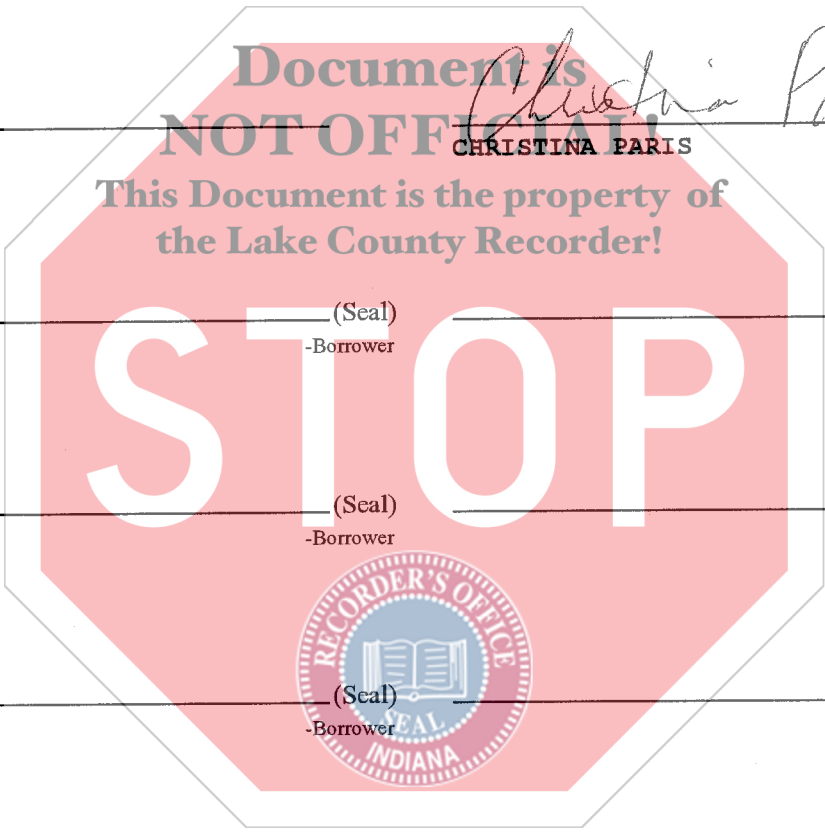 Document is
NOT OFFICIAL!
Christina
CHRISTINA PARIS
This Document is the property of
the Lake County Recorder!
(Seal)
-Borrower
STOP
(Seal)
-Borrower
RECORDER'S OFFICE
(Seal)
SEAL
-Borrower
INDIANA